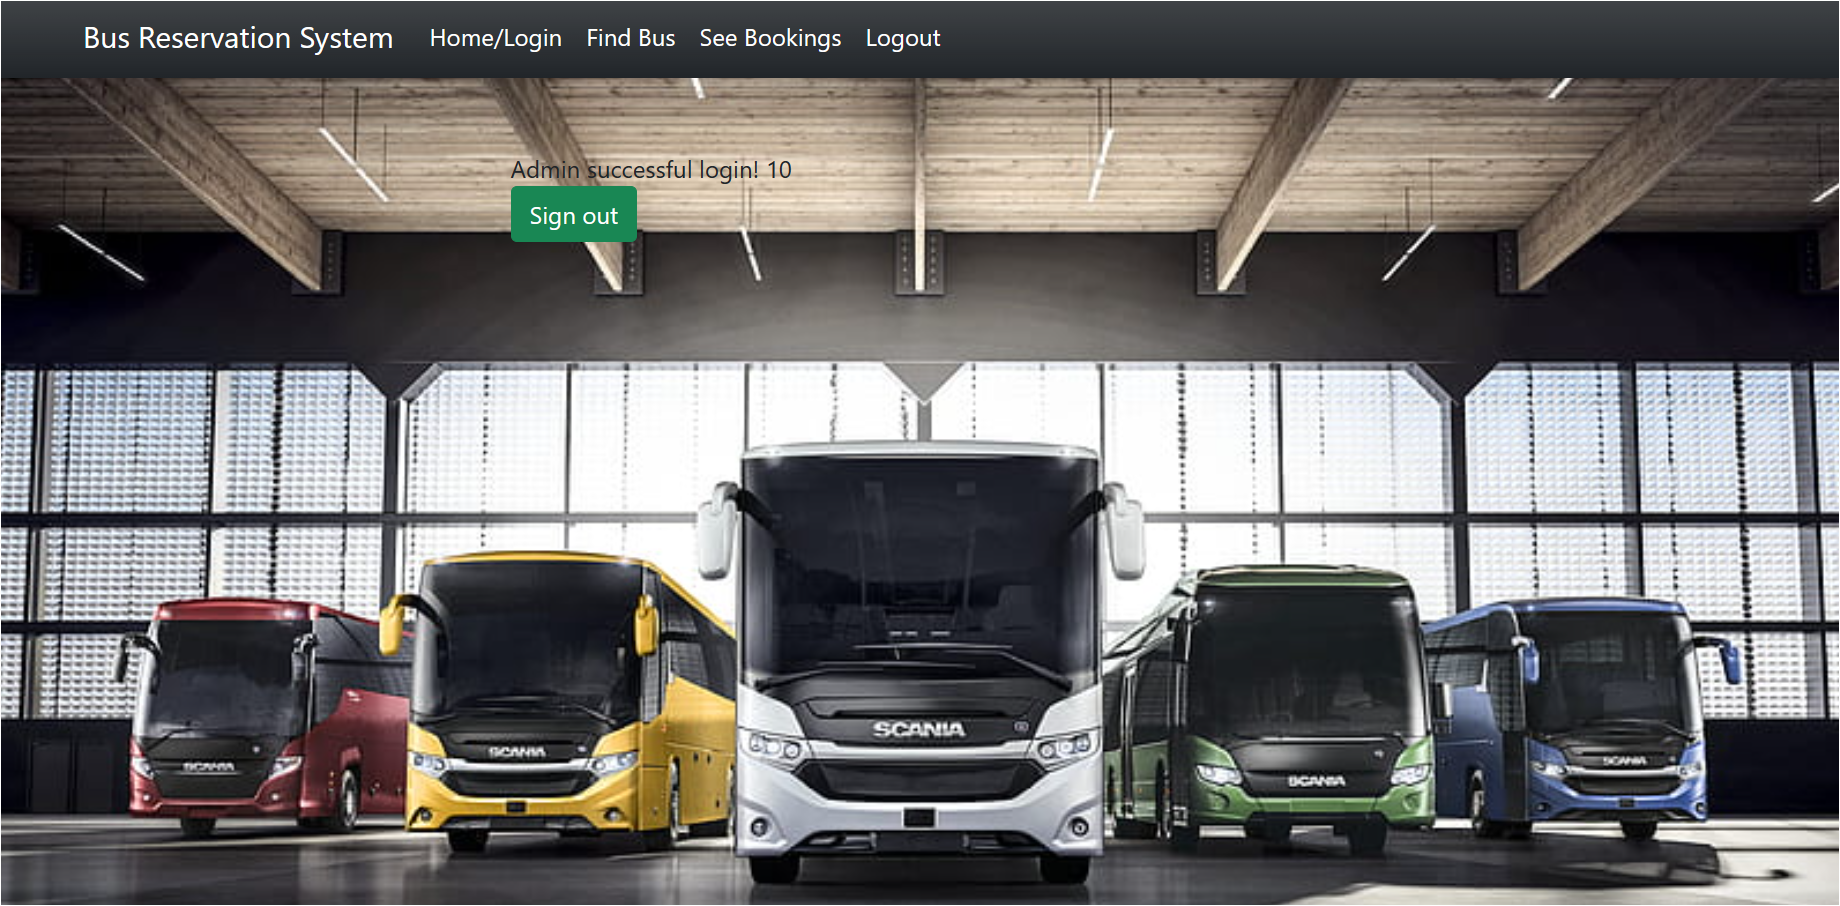 Bus Reservation System Home/Login Find Bus See Bookings Logout
Admin successful login! 10
Sign out
SCANIA
SCANIA
SCANIA
SCANIA
SCANIA